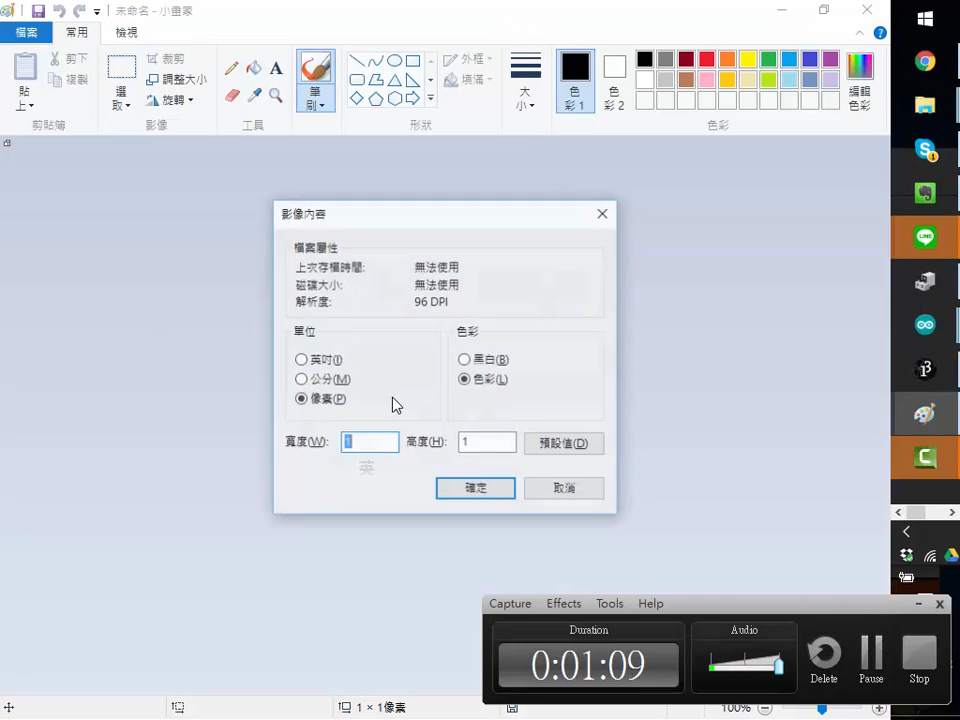 未命名 - 小畫家
檔案 常用 檢視
貼上 剪下 複製 剪貼簿
選取 裁剪 調整大小 旋轉 影像
工具
筆刷
外框 填滿 圖形
大小
色彩1 色彩2 編輯色彩 色彩
影像內容
檔案屬性
上次存檔時間: 無法使用
磁碟大小: 無法使用
解析度: 96 DPI
單位 色彩
英吋(I) 黑白(B)
公分(M) 色彩(L)
像素(P)
寬度(W): 1 高度(H): 1 預設值(D)
英
確定 取消
Capture Effects Tools Help
Duration Audio
0:01:09 Delete Pause Stop
1 × 1像素 100%